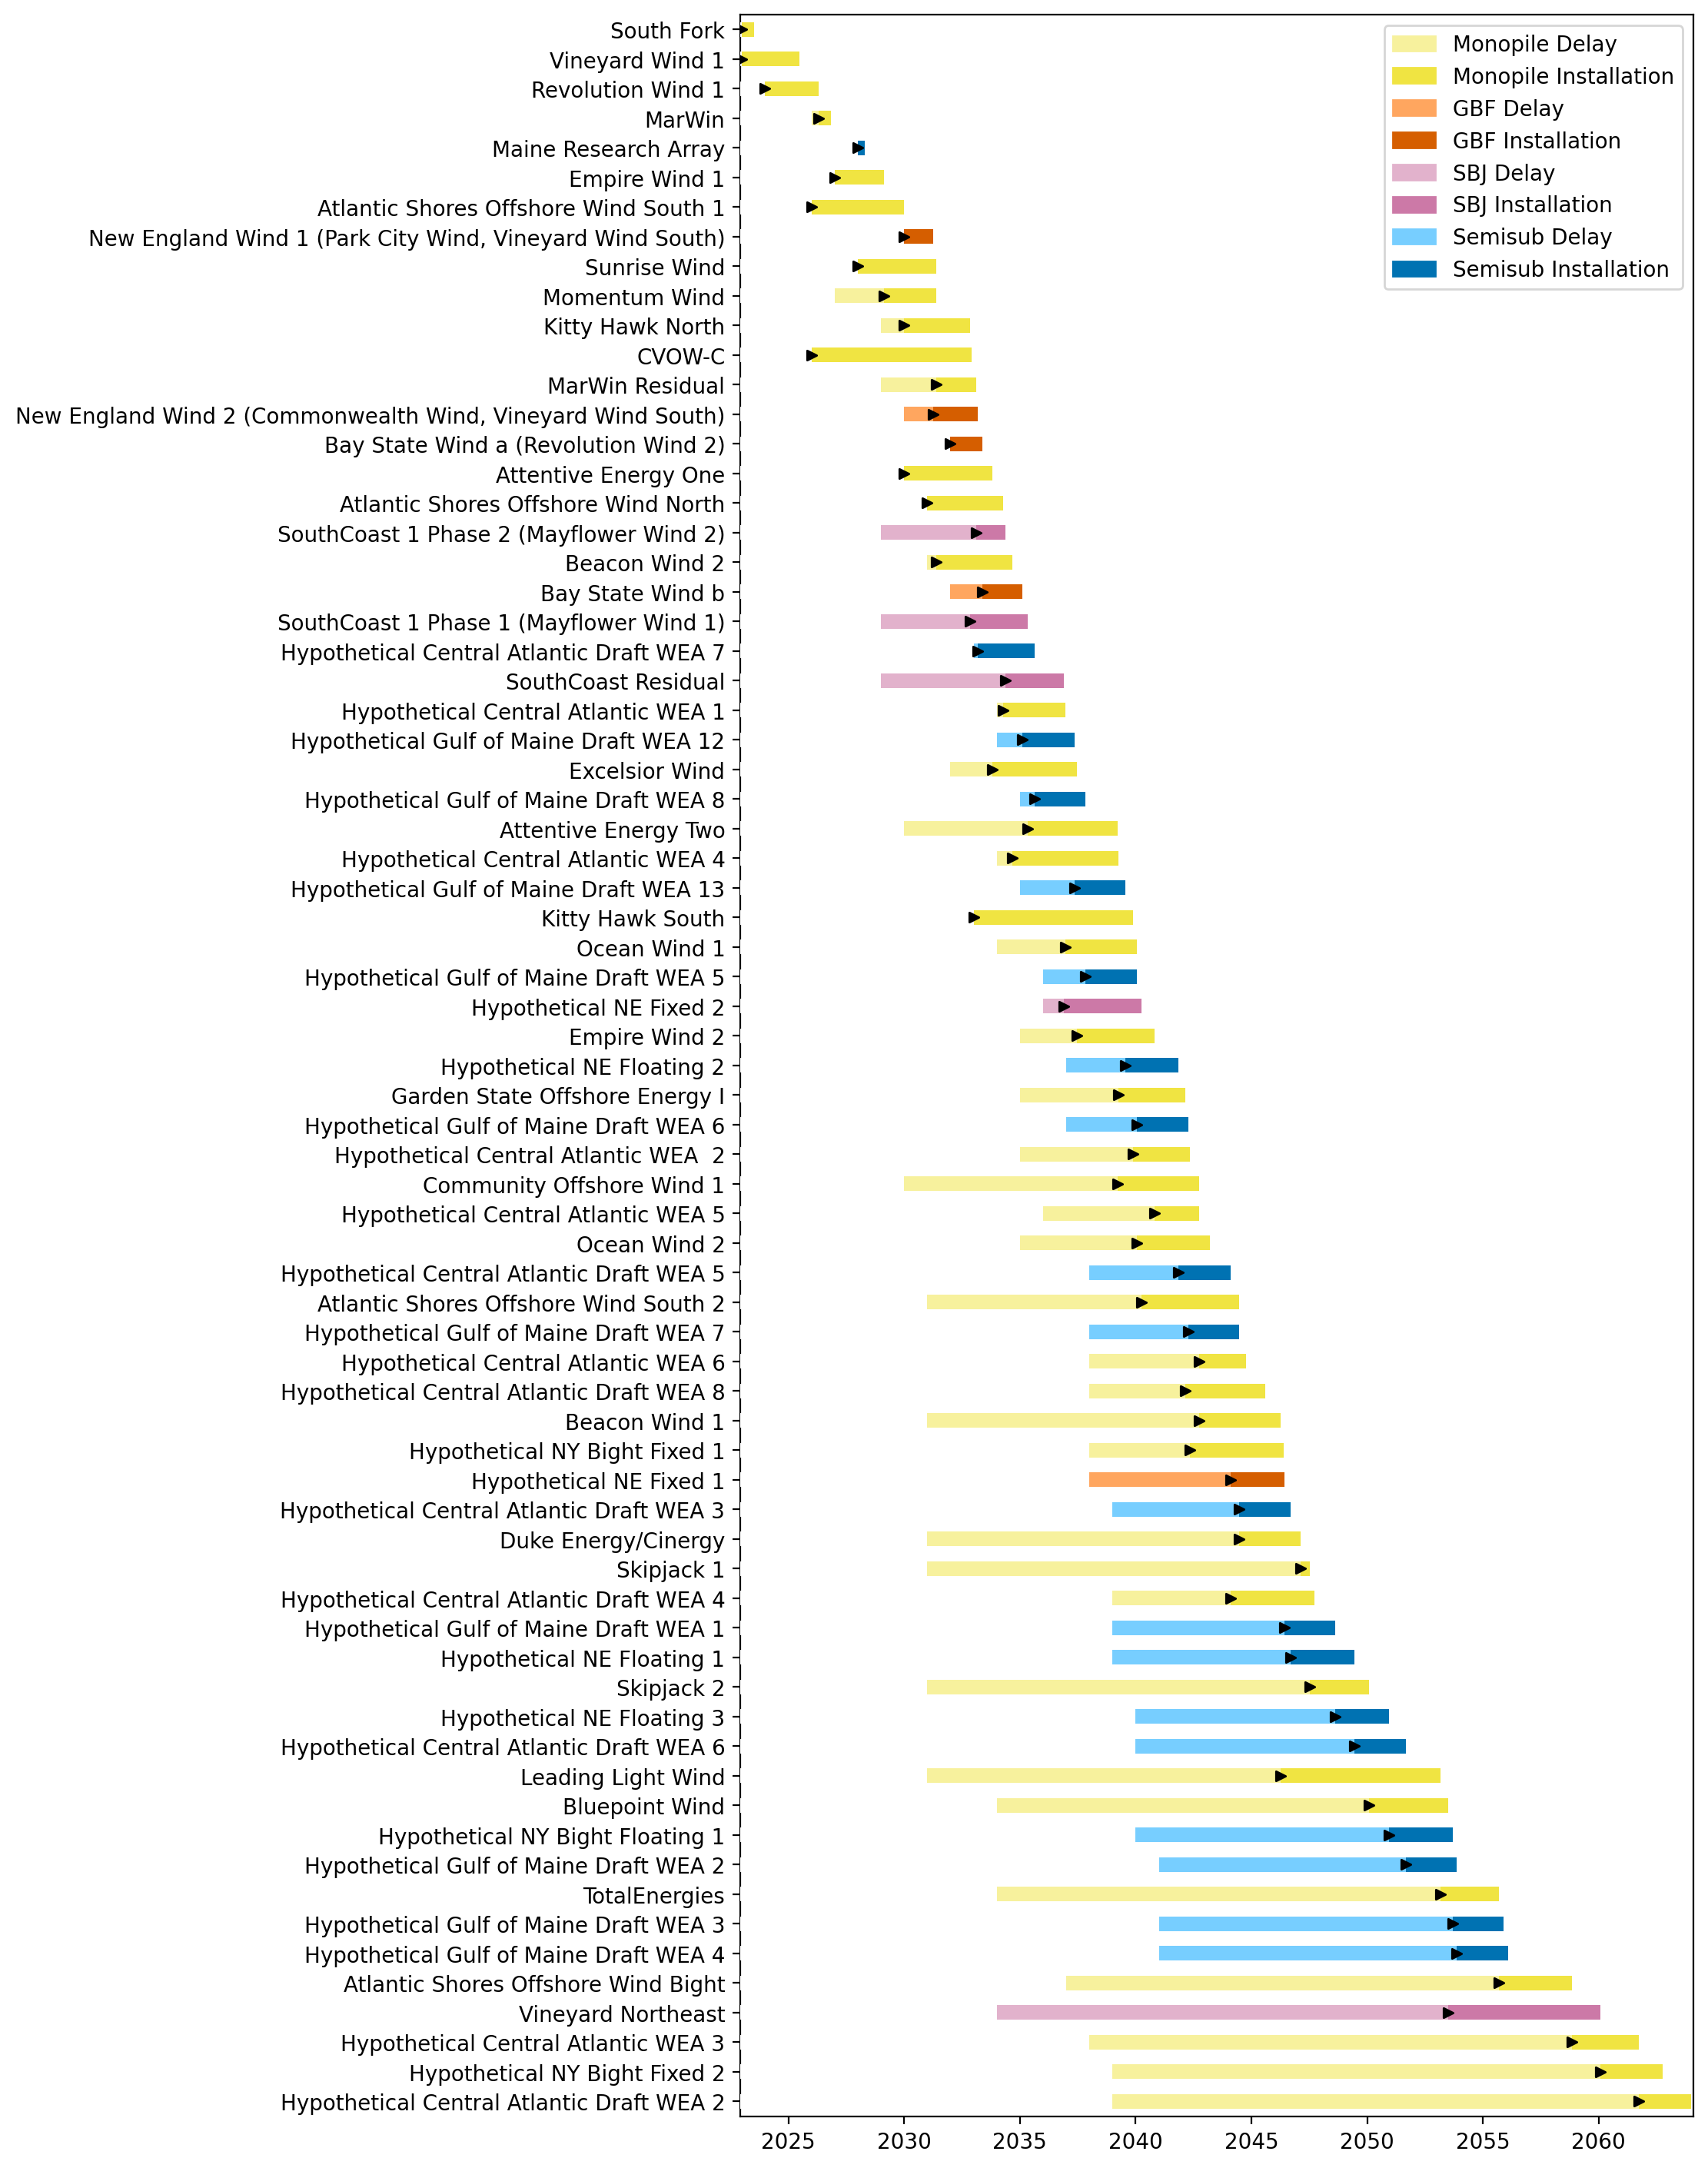 South Fork
Vineyard Wind 1
Revolution Wind 1
MarWin
Maine Research Array
Empire Wind 1
Atlantic Shores Offshore Wind South 1
New England Wind 1 (Park City Wind, Vineyard Wind South)
Sunrise Wind
Momentum Wind
Kitty Hawk North
CVOW-C
MarWin Residual
New England Wind 2 (Commonwealth Wind, Vineyard Wind South)
Bay State Wind a (Revolution Wind 2)
Attentive Energy One
Atlantic Shores Offshore Wind North
SouthCoast 1 Phase 2 (Mayflower Wind 2)
Beacon Wind 2
Bay State Wind b
SouthCoast 1 Phase 1 (Mayflower Wind 1)
Hypothetical Central Atlantic Draft WEA 7
SouthCoast Residual
Hypothetical Central Atlantic WEA 1
Hypothetical Gulf of Maine Draft WEA 12
Excelsior Wind
Hypothetical Gulf of Maine Draft WEA 8
Attentive Energy Two
Hypothetical Central Atlantic WEA 4
Hypothetical Gulf of Maine Draft WEA 13
Kitty Hawk South
Ocean Wind 1
Hypothetical Gulf of Maine Draft WEA 5
Hypothetical NE Fixed 2
Empire Wind 2
Hypothetical NE Floating 2
Garden State Offshore Energy I
Hypothetical Gulf of Maine Draft WEA 6
Hypothetical Central Atlantic WEA  2
Community Offshore Wind 1
Hypothetical Central Atlantic WEA 5
Ocean Wind 2
Hypothetical Central Atlantic Draft WEA 5
Atlantic Shores Offshore Wind South 2
Hypothetical Gulf of Maine Draft WEA 7
Hypothetical Central Atlantic WEA 6
Hypothetical Central Atlantic Draft WEA 8
Beacon Wind 1
Hypothetical NY Bight Fixed 1
Hypothetical NE Fixed 1
Hypothetical Central Atlantic Draft WEA 3
Duke Energy/Cinergy
Skipjack 1
Hypothetical Central Atlantic Draft WEA 4
Hypothetical Gulf of Maine Draft WEA 1
Hypothetical NE Floating 1
Skipjack 2
Hypothetical NE Floating 3
Hypothetical Central Atlantic Draft WEA 6
Leading Light Wind
Bluepoint Wind
Hypothetical NY Bight Floating 1
Hypothetical Gulf of Maine Draft WEA 2
TotalEnergies
Hypothetical Gulf of Maine Draft WEA 3
Hypothetical Gulf of Maine Draft WEA 4
Atlantic Shores Offshore Wind Bight
Vineyard Northeast
Hypothetical Central Atlantic WEA 3
Hypothetical NY Bight Fixed 2
Hypothetical Central Atlantic Draft WEA 2
Monopile Delay
Monopile Installation
GBF Delay
GBF Installation
SBJ Delay
SBJ Installation
Semisub Delay
Semisub Installation
2025 2030 2035 2040 2045 2050 2055 2060